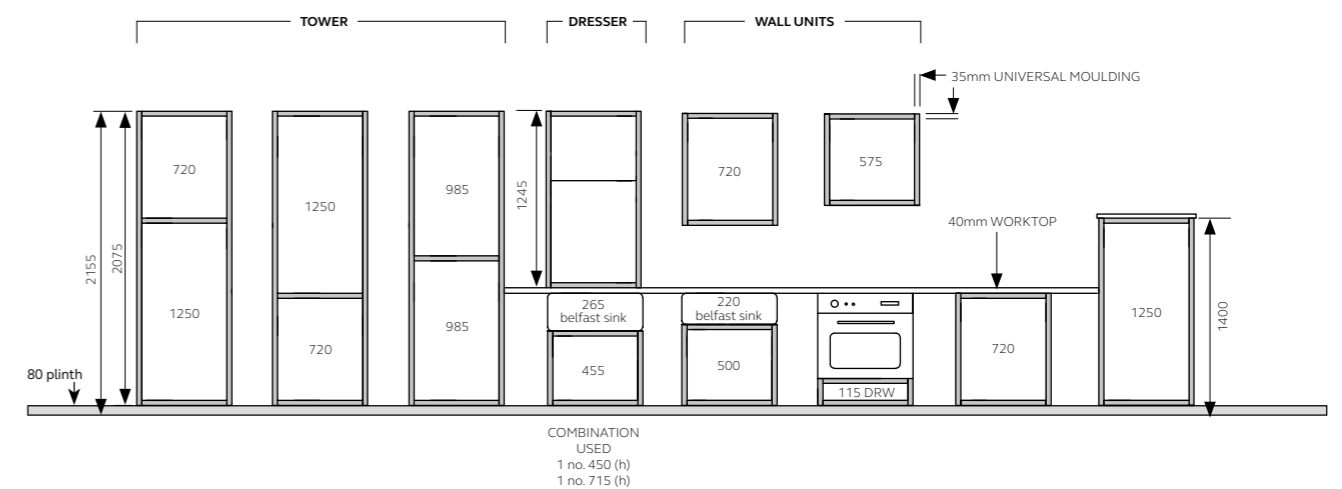 TOWER
DRESSER
WALL UNITS
35mm UNIVERSAL MOULDING
720
1250
985
1245
720
575
2155
2075
40mm WORKTOP
1250
720
985
265
belfast sink
455
220
belfast sink
500
115 DRW
720
1250
1400
80 plinth
COMBINATION
USED
1 no. 450 (h)
1 no. 715 (h)